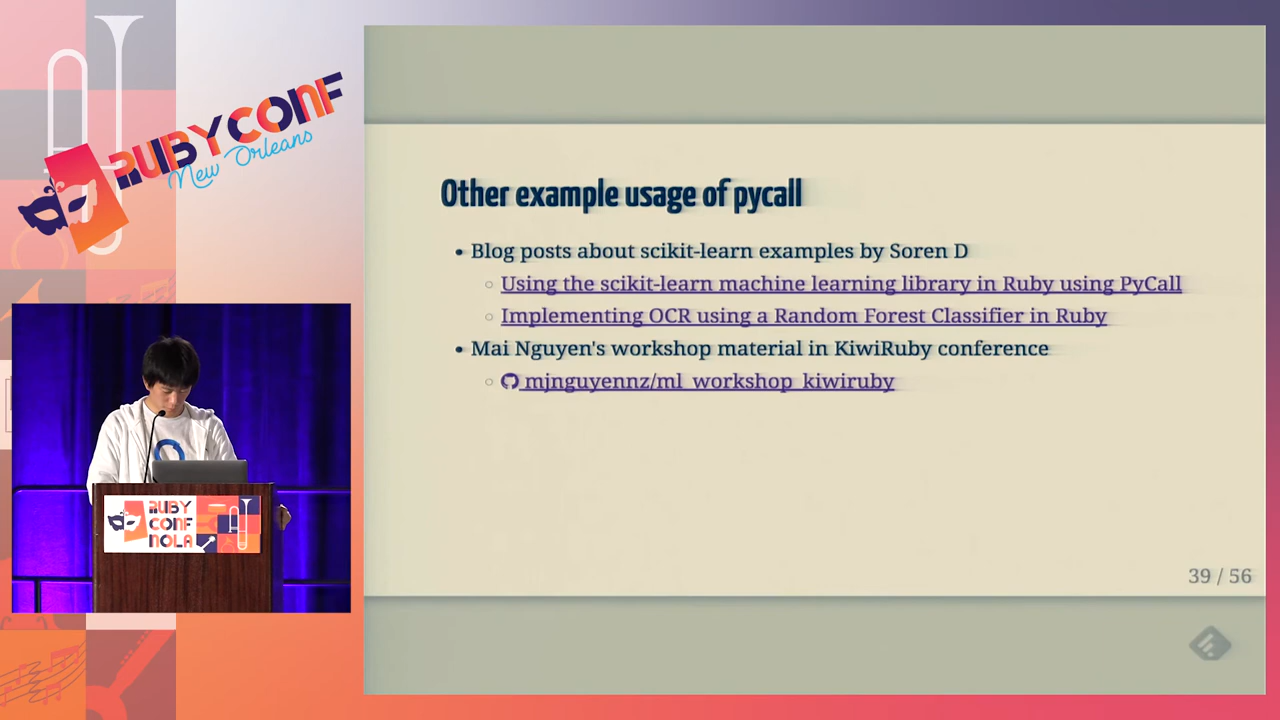 RUBYCONF
New Orleans
Other example usage of pycall
• Blog posts about scikit-learn examples by Soren D
◦ Using the scikit-learn machine learning library in Ruby using PyCall
◦ Implementing OCR using a Random Forest Classifier in Ruby
• Mai Nguyen's workshop material in KiwiRuby conference
◦ mjnguyennz/ml_workshop_kiwiruby
39 / 56
RUBY
CONF
NOLA